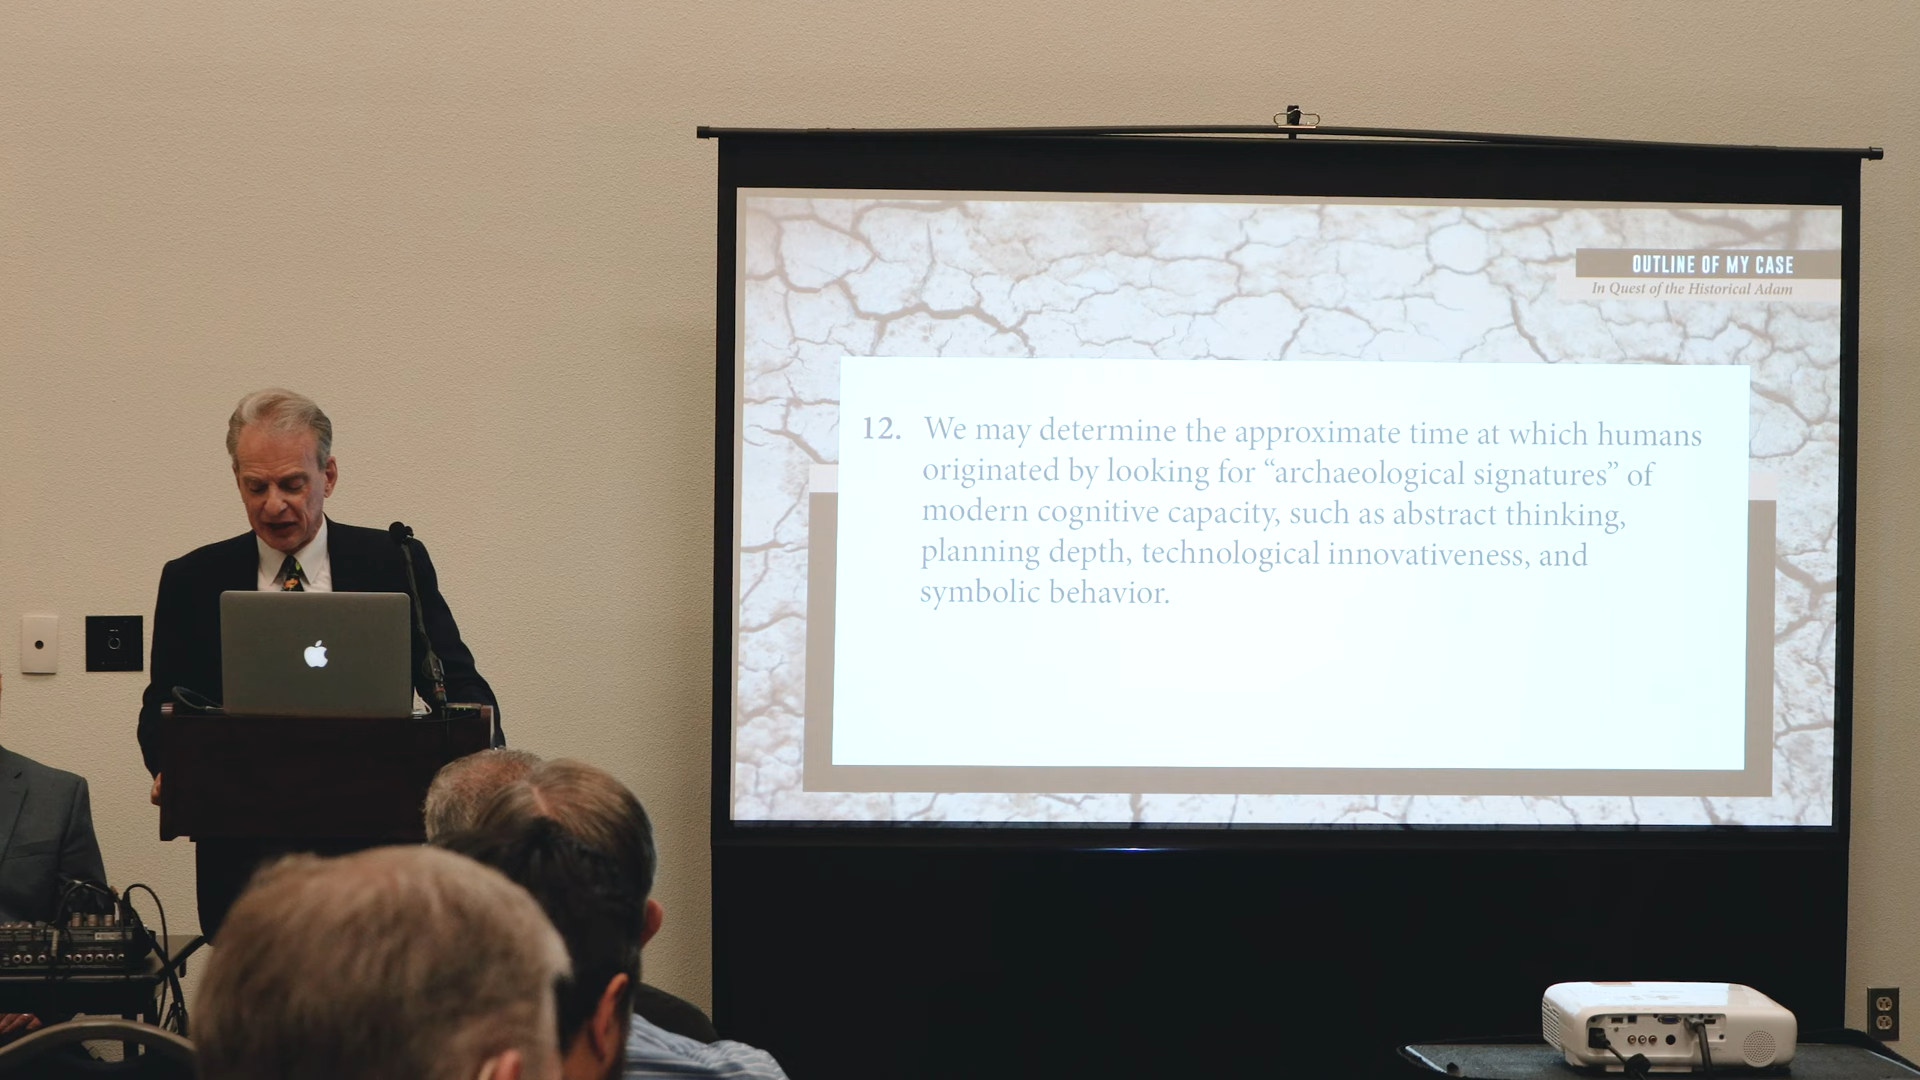 OUTLINE OF MY CASE
In Quest of the Historical Adam
12. We may determine the approximate time at which humans
originated by looking for “archaeological signatures” of
modern cognitive capacity, such as abstract thinking,
planning depth, technological innovativeness, and
symbolic behavior.